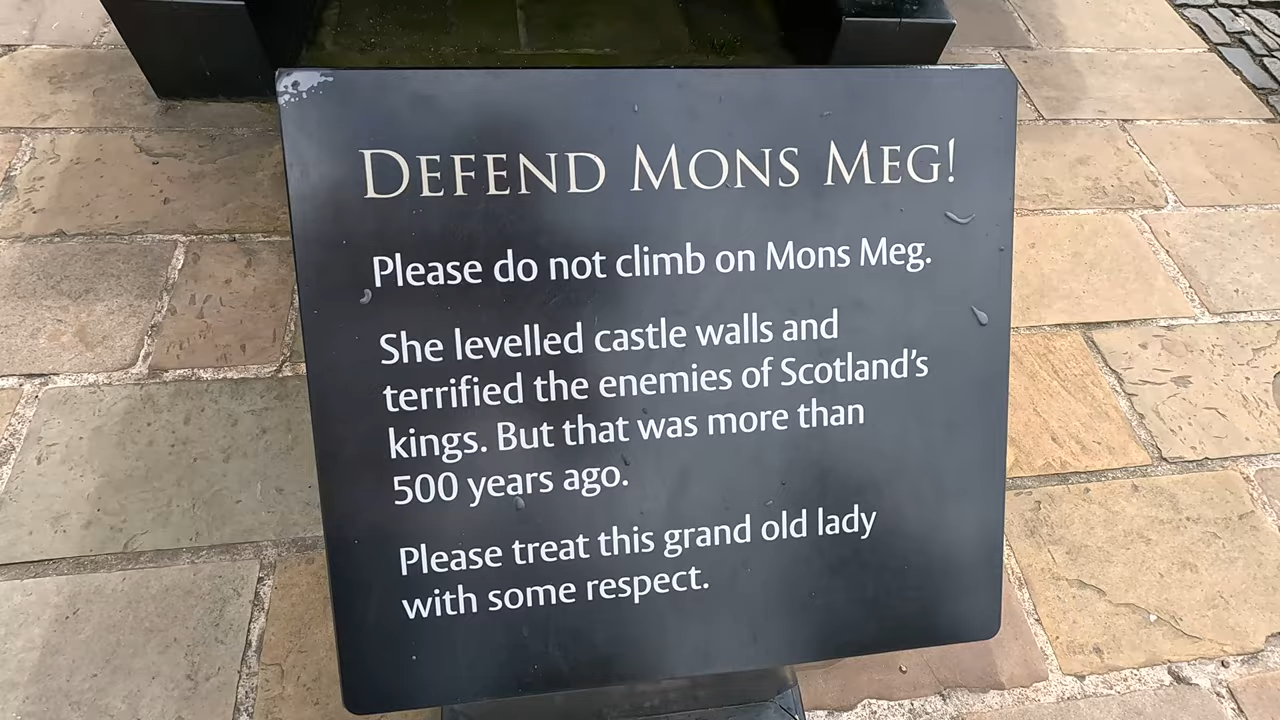 DEFEND MONS MEG!
Please do not climb on Mons Meg.
She levelled castle walls and
terrified the enemies of Scotland's
kings. But that was more than
500 years ago.
Please treat this grand old lady
with some respect.